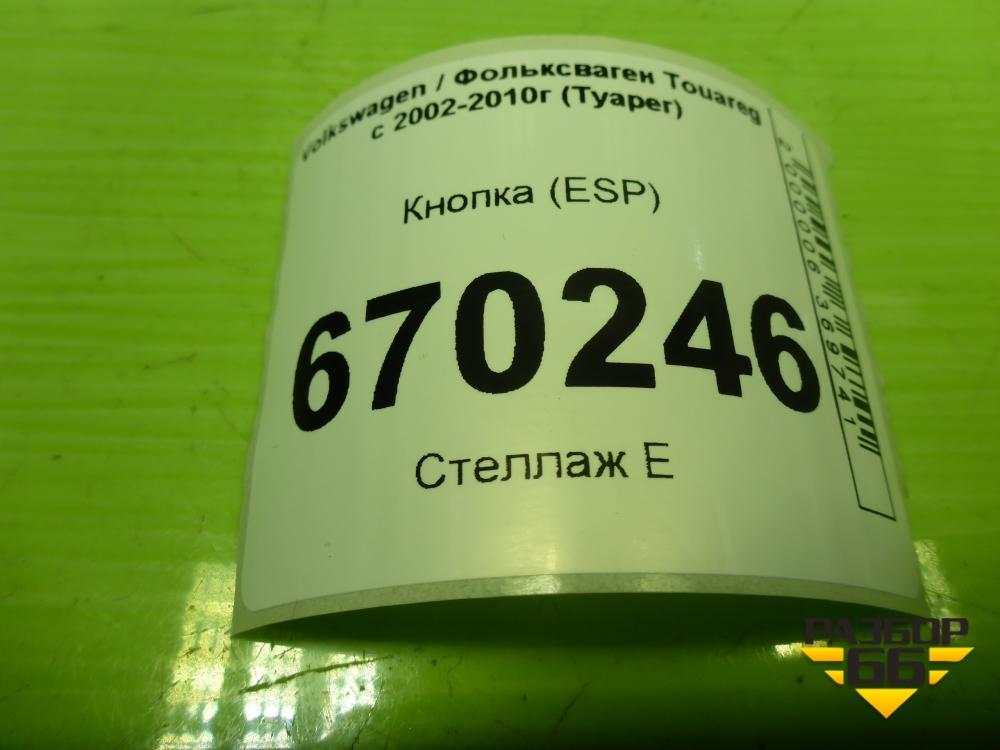 Volkswagen / Фольксваген Touareg
с 2002-2010г (Туарег)
Кнопка (ESP)
670246
Стеллаж Е
2000006369741
РАЗБОР
66